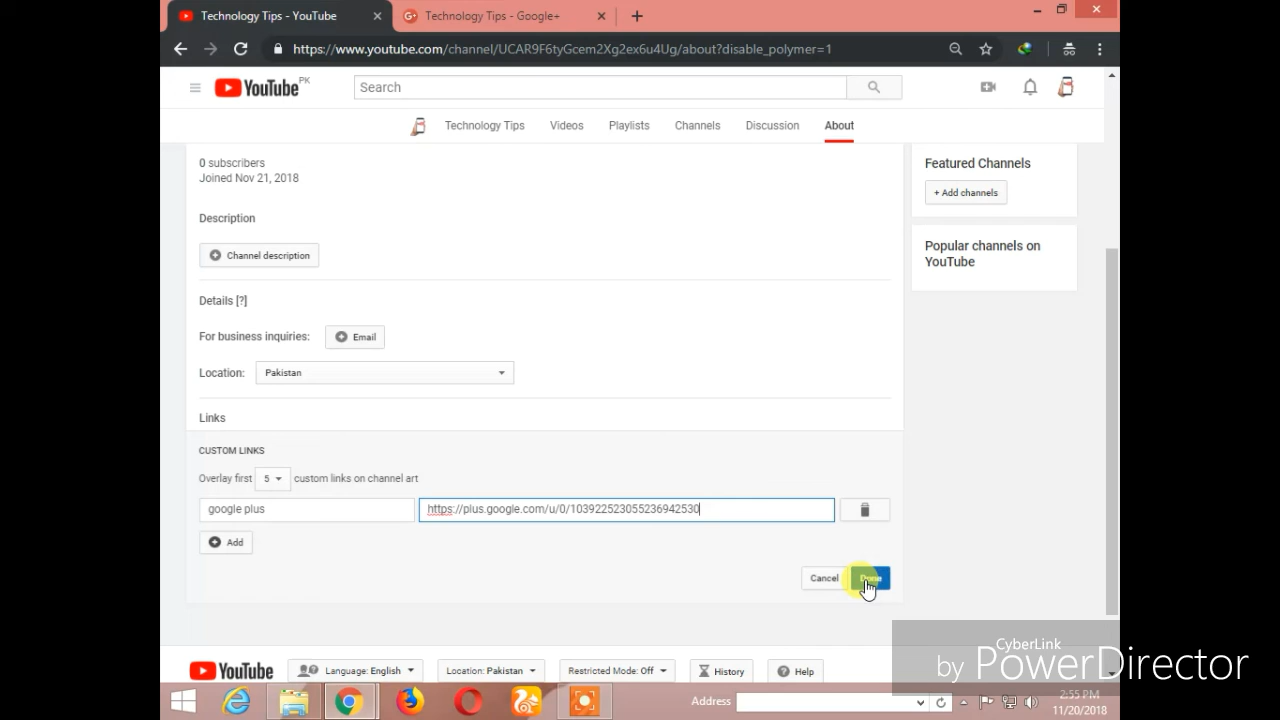 Technology Tips - YouTube
Technology Tips - Google+
https://www.youtube.com/channel/UCAR9F6tyGcem2Xg2ex6u4Ug/about?disable_polymer=1
YouTube PK
Search
Technology Tips
Videos
Playlists
Channels
Discussion
About
0 subscribers
Joined Nov 21, 2018
Featured Channels
+ Add channels
Description
Channel description
Popular channels on
YouTube
Details [?]
For business inquiries:
Email
Location:
Pakistan
Links
CUSTOM LINKS
Overlay first 5 custom links on channel art
google plus
https://plus.google.com/u/0/103922523055236942530
Add
Cancel
Done
YouTube
Language: English
Location: Pakistan
Restricted Mode: Off
History
Help
CyberLink
by PowerDirector
Address
2:55 PM
11/20/2018